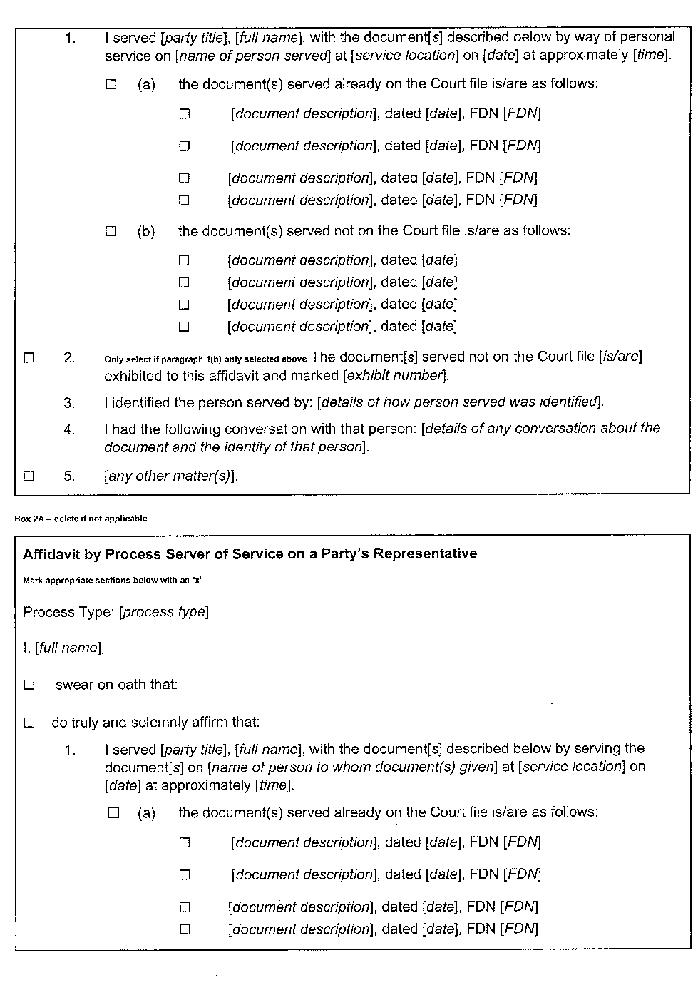 1. I served [party title], [full name], with the document[s] described below by way of personal
service on [name of person served] at [service location] on [date] at approximately [time].
☐ (a) the document(s) served already on the Court file is/are as follows:
☐ [document description], dated [date], FDN [FDN]
☐ [document description], dated [date], FDN [FDN]
☐ [document description], dated [date], FDN [FDN]
☐ [document description], dated [date], FDN [FDN]
☐ (b) the document(s) served not on the Court file is/are as follows:
☐ [document description], dated [date]
☐ [document description], dated [date]
☐ [document description], dated [date]
☐ [document description], dated [date]
☐ 2. Only select if paragraph 1(b) only selected above The document[s] served not on the Court file [is/are]
exhibited to this affidavit and marked [exhibit number].
3. I identified the person served by: [details of how person served was identified].
4. I had the following conversation with that person: [details of any conversation about the
document and the identity of that person].
☐ 5. [any other matter(s)].
Box 2A – delete if not applicable
Affidavit by Process Server of Service on a Party's Representative
Mark appropriate sections below with an 'x'
Process Type: [process type]
I, [full name],
☐ swear on oath that:
☐ do truly and solemnly affirm that:
1. I served [party title], [full name], with the document[s] described below by serving the
document[s] on [name of person to whom document(s) given] at [service location] on
[date] at approximately [time].
☐ (a) the document(s) served already on the Court file is/are as follows:
☐ [document description], dated [date], FDN [FDN]
☐ [document description], dated [date], FDN [FDN]
☐ [document description], dated [date], FDN [FDN]
☐ [document description], dated [date], FDN [FDN]